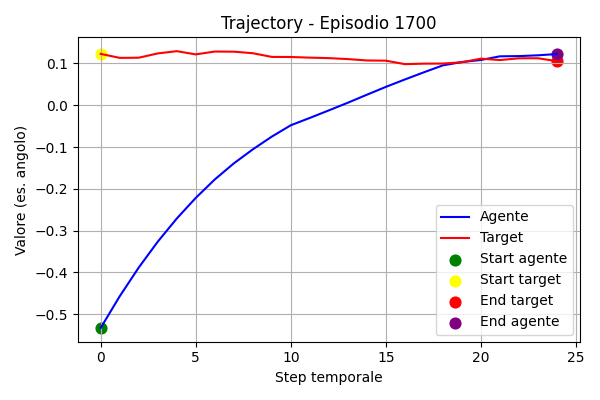 Trajectory - Episodio 1700
Valore (es. angolo)
0.1
0.0
−0.1
−0.2
−0.3
−0.4
−0.5
Agente
Target
Start agente
Start target
End target
End agente
0 5 10 15 20 25
Step temporale